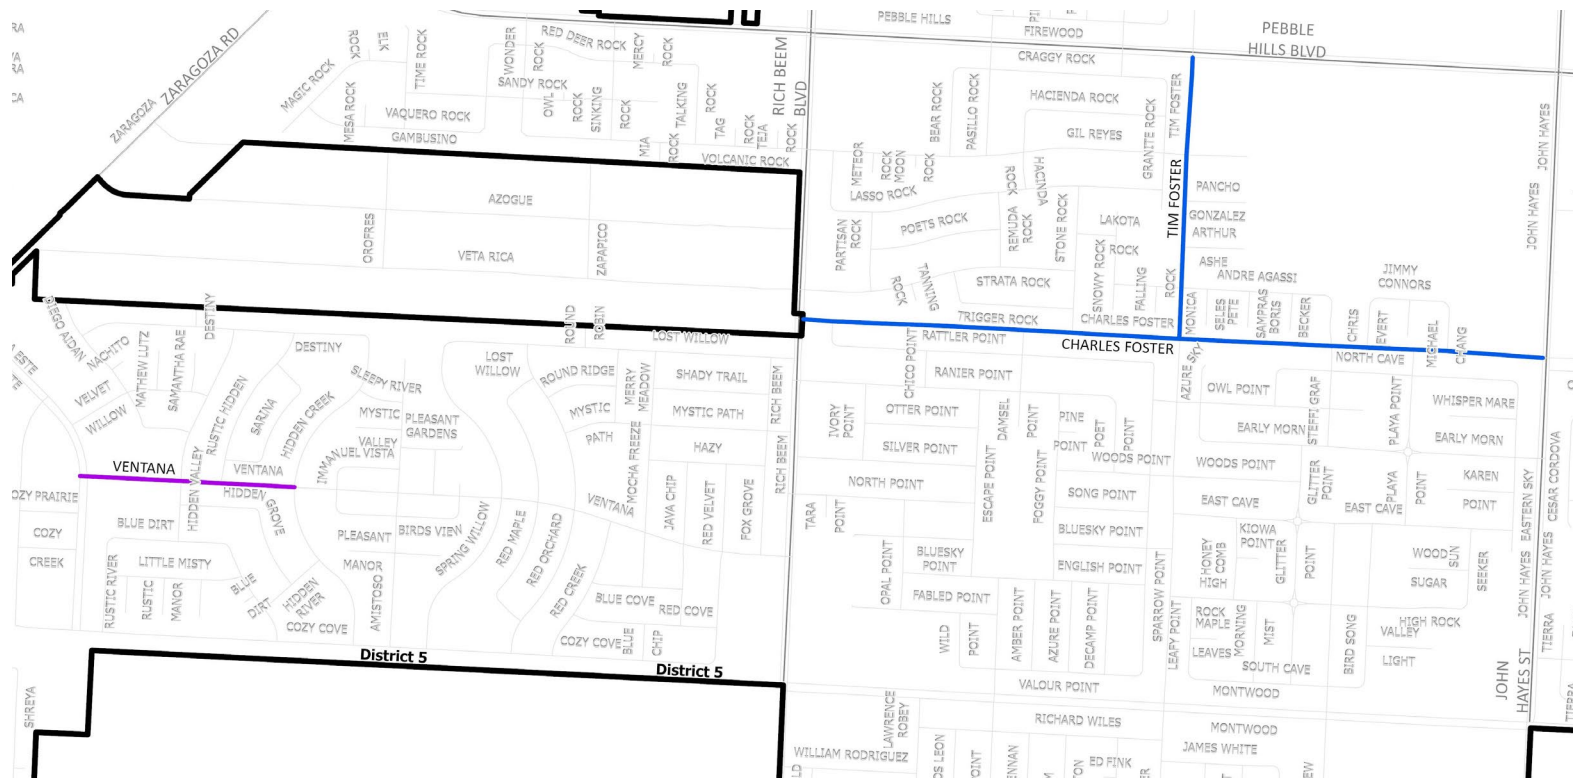 RA
PEBBLE HILLS
FIREWOOD
PEBBLE
HILLS BLVD
ZARAGOZA RD
ZARAGOZA
ROCK
ELK
TIME ROCK
WONDER
ROCK
RED DEER ROCK
MERCY
ROCK
RICH BEEM
BLVD
CRAGGY ROCK
YA
RA
CA
MAGIC ROCK
SANDY ROCK
MESA ROCK
VAQUERO ROCK
GAMBUSINO
OWL
ROCK
SINKING
ROCK
TALKING
ROCK
TAG
ROCK
TEJA
ROCK
MIA
ROCK
VOLCANIC ROCK
BEAR ROCK
PASILLO ROCK
HACIENDA ROCK
GIL REYES
GRANITE ROCK
TIM FOSTER
JOHN HAYES
JOHN HAYES
METEOR
ROCK
MOON
ROCK
LASSO ROCK
ROCK
HACINDA
TIM FOSTER
PANCHO
GONZALEZ
ARTHUR
ASHE
ANDRE AGASSI
JIMMY
CONNORS
AZOGUE
OROFRES
VETA RICA
ZAPAPICO
PARTISAN
ROCK
POETS ROCK
REMUDA
ROCK
STONE ROCK
LAKOTA
ROCK
SNOWY ROCK
FALLING
ROCK
ROCK
TANNING
STRATA ROCK
TRIGGER ROCK
CHARLES FOSTER
MONICA
SELES
PETE
SAMPRAS
BORIS
BECKER
CHRIS
EVERT
MICHAEL
CHANG
DIEGO AIDAN
DESTINY
ROUND
ROBIN
LOST WILLOW
RATTLER POINT
CHARLES FOSTER
NORTH CAVE
NACHITO
MATHEW LUTZ
SAMANTHA RAE
DESTINY
LOST
WILLOW
ROUND RIDGE
MERRY
MEADOW
SHADY TRAIL
RICH BEEM
CHICO POINT
RANIER POINT
AZURE SKY
OWL POINT
STEFFI GRAF
PLAYA POINT
WHISPER MARE
VELVET
WILLOW
RUSTIC HIDDEN
SARINA
HIDDEN CREEK
SLEEPY RIVER
MYSTIC
VALLEY
PLEASANT
GARDENS
MYSTIC
PATH
MYSTIC PATH
IVORY
POINT
OTTER POINT
DAMSEL
POINT
PINE
POINT
POET
POINT
EARLY MORN
EARLY MORN
IMMANUEL VISTA
MOCHA FREEZE
HAZY
RICH BEEM
SILVER POINT
WOODS POINT
WOODS POINT
KAREN
POINT
VENTANA
VENTANA
HIDDEN VALLEY
HIDDEN
GROVE
OZY PRAIRIE
COZY
CREEK
BLUE DIRT
PLEASANT
MANOR
BIRDS VIEW
SPRING WILLOW
RED MAPLE
RED ORCHARD
VENTANA
JAVA CHIP
RED VELVET
FOX GROVE
TARA
POINT
NORTH POINT
ESCAPE POINT
FOGGY POINT
SONG POINT
EAST CAVE
GLITTER
POINT
EAST CAVE
PLAYA
POINT
JOHN HAYES
EASTERN SKY
CESAR CORDOVA
BLUESKY POINT
KIOWA
POINT
LITTLE MISTY
RUSTIC RIVER
RUSTIC
MANOR
BLUE
DIRT
HIDDEN
RIVER
COZY COVE
AMISTOSO
RED CREEK
BLUE COVE
RED COVE
COZY COVE
BLUE
CHIP
OPAL POINT
BLUESKY
POINT
FABLED POINT
ENGLISH POINT
SPARROW POINT
HONEY
COMB
HIGH
GLITTER
POINT
WOOD
SUN
SUGAR
SEEKER
JOHN HAYES
TIERRA
WILD
POINT
AMBER POINT
AZURE POINT
DECAMP POINT
LEAFY POINT
ROCK
MAPLE
LEAVES
MORNING
MIST
SOUTH CAVE
BIRD SONG
HIGH ROCK
VALLEY
LIGHT
District 5
District 5
VALOUR POINT
MONTWOOD
JOHN
HAYES ST
SHREYA
LAWRENCE
ROBEY
RICHARD WILES
MONTWOOD
WILLIAM RODRIGUEZ
JAMES WHITE
ED FINK